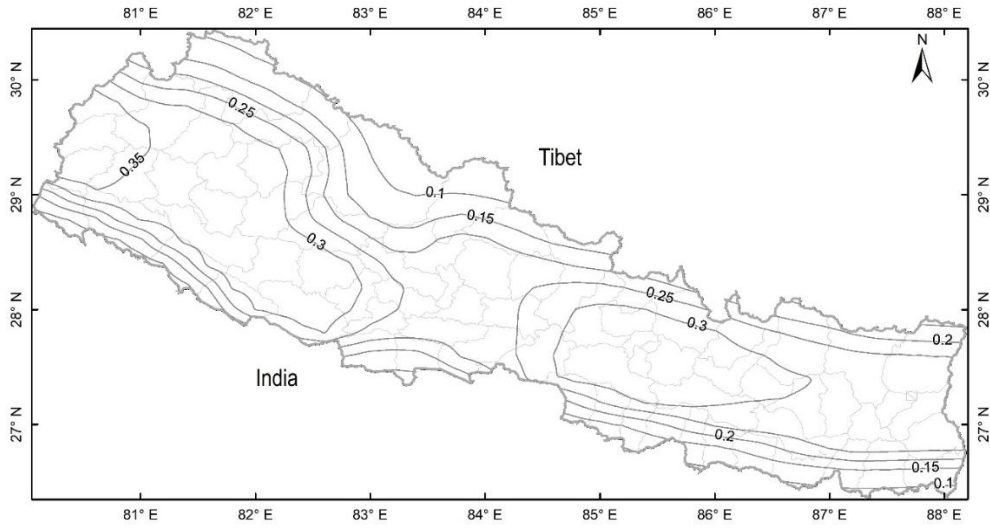 81° E 82° E 83° E 84° E 85° E 86° E 87° E 88° E
N
30° N 30° N
0.25
Tibet
0.35
29° N 0.1 29° N
0.15
0.3
28° N 0.25 28° N
0.3
0.2
India
27° N 0.2 27° N
0.15
0.1
81° E 82° E 83° E 84° E 85° E 86° E 87° E 88° E